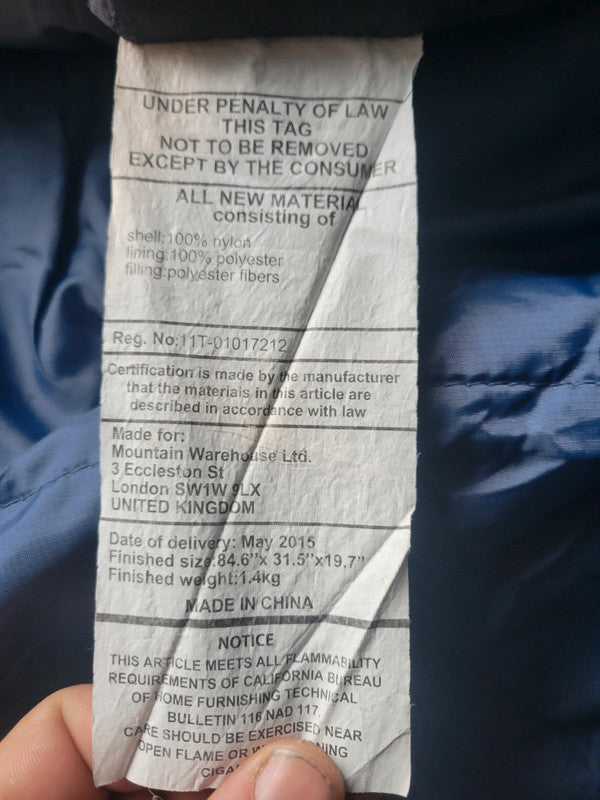 UNDER PENALTY OF LAW
THIS TAG
NOT TO BE REMOVED
EXCEPT BY THE CONSUMER
ALL NEW MATERIAL
consisting of
shell:100% nylon
lining:100% polyester
filling:polyester fibers
Reg. No:11T-01017212
Certification is made by the manufacturer
that the materials in this article are
described in accordance with law
Made for:
Mountain Warehouse Ltd.
3 Eccleston St
London SW1W 9LX
UNITED KINGDOM
Date of delivery: May 2015
Finished size:84.6"x 31.5"x19.7"
Finished weight:1.4kg
MADE IN CHINA
NOTICE
THIS ARTICLE MEETS ALL FLAMMABILITY
REQUIREMENTS OF CALIFORNIA BUREAU
OF HOME FURNISHING TECHNICAL
BULLETIN 116 NAD 117
CARE SHOULD BE EXERCISED NEAR
OPEN FLAME OR